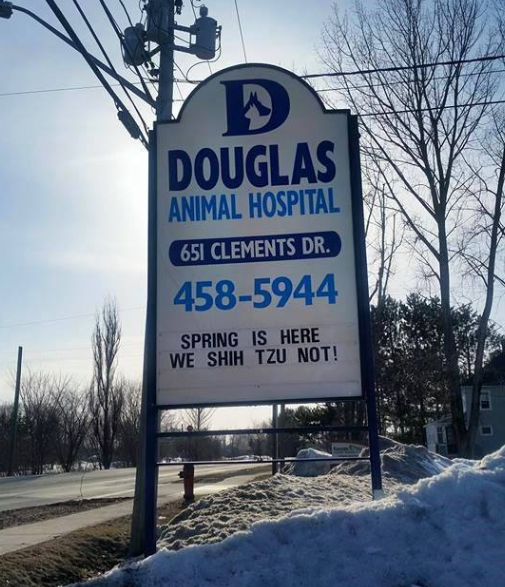 D
DOUGLAS
ANIMAL HOSPITAL
651 CLEMENTS DR.
458-5944
SPRING IS HERE
WE SHIH TZU NOT!